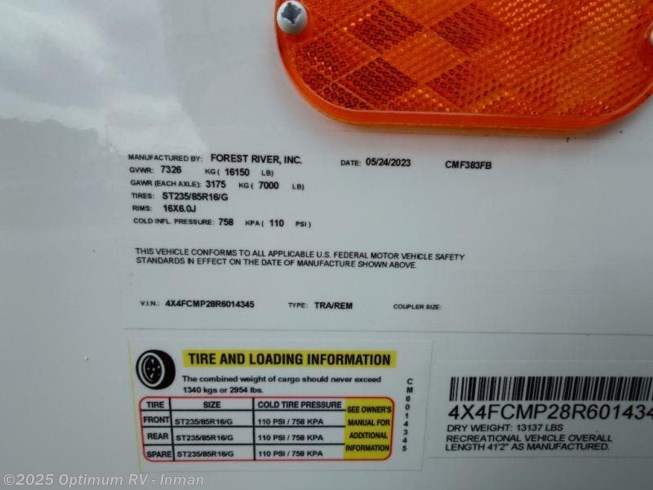 MANUFACTURED BY: FOREST RIVER, INC. DATE: 05/24/2023 CMF383FB
GVWR: 7326 KG ( 16150 LB)
GAWR (EACH AXLE): 3175 KG ( 7000 LB)
TIRES: ST235/85R16/G
RIMS: 16X6.0J
COLD INFL. PRESSURE: 758 KPA ( 110 PSI )
THIS VEHICLE CONFORMS TO ALL APPLICABLE U.S. FEDERAL MOTOR VEHICLE SAFETY
STANDARDS IN EFFECT ON THE DATE OF MANUFACTURE SHOWN ABOVE.
V.I.N.: 4X4FCMP28R6014345 TYPE: TRA/REM COUPLER SIZE:
TIRE AND LOADING INFORMATION
The combined weight of cargo should never exceed
1340 kgs or 2954 lbs.
TIRE SIZE COLD TIRE PRESSURE
FRONT ST235/85R16/G 110 PSI / 758 KPA
REAR ST235/85R16/G 110 PSI / 758 KPA
SPARE ST235/85R16/G 110 PSI / 758 KPA
SEE OWNER'S
MANUAL FOR
ADDITIONAL
INFORMATION
CM6014345
4X4FCMP28R601434
DRY WEIGHT: 13137 LBS
RECREATIONAL VEHICLE OVERALL
LENGTH 41'2" AS MANUFACTURED.
©2025 Optimum RV - Inman